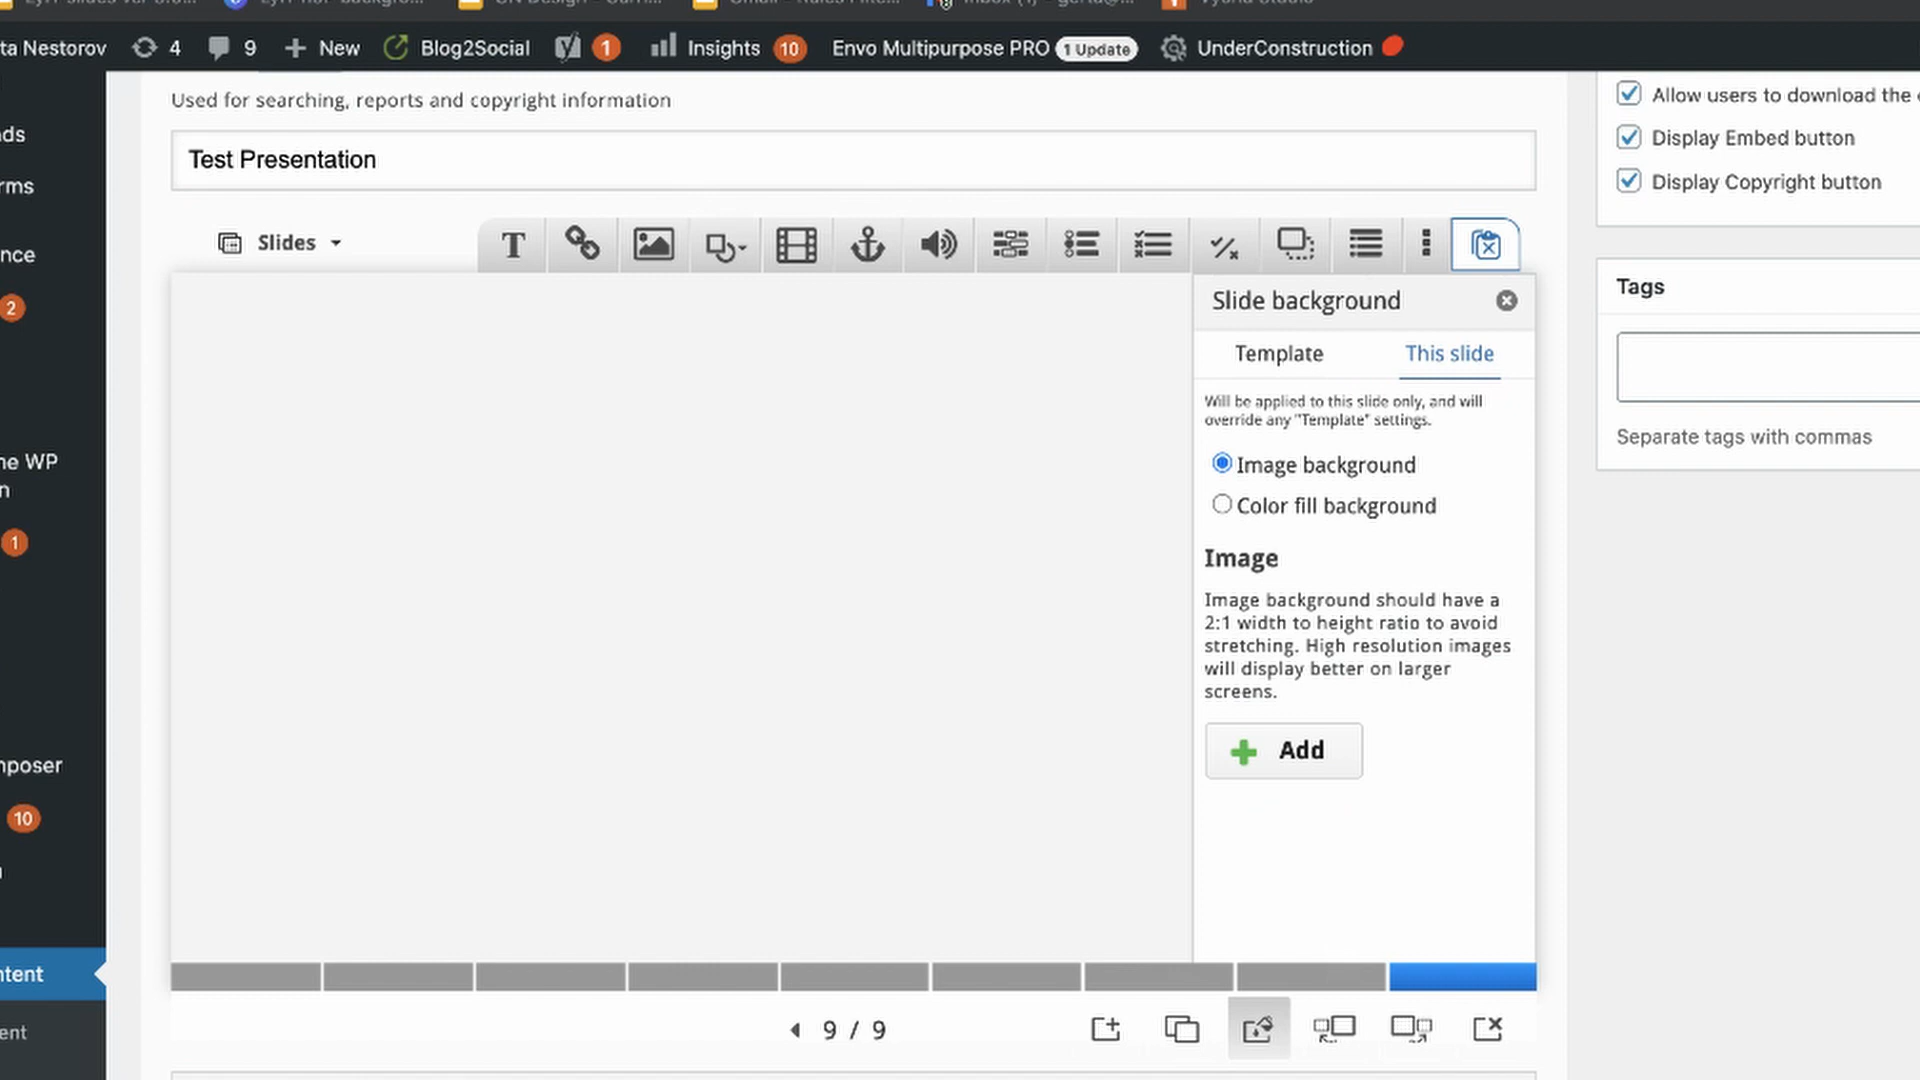 ta Nestorov 4 9 New Blog2Social 1 Insights 10 Envo Multipurpose PRO 1 Update UnderConstruction
ds
rms
nce
2
ne WP
n
1
mposer
10
ntent
ent
Used for searching, reports and copyright information
Test Presentation
Slides
T
Slide background
Template This slide
Will be applied to this slide only, and will
override any "Template" settings.
Image background
Color fill background
Image
Image background should have a
2:1 width to height ratio to avoid
stretching. High resolution images
will display better on larger
screens.
Add
9 / 9
Allow users to download the
Display Embed button
Display Copyright button
Tags
Separate tags with commas